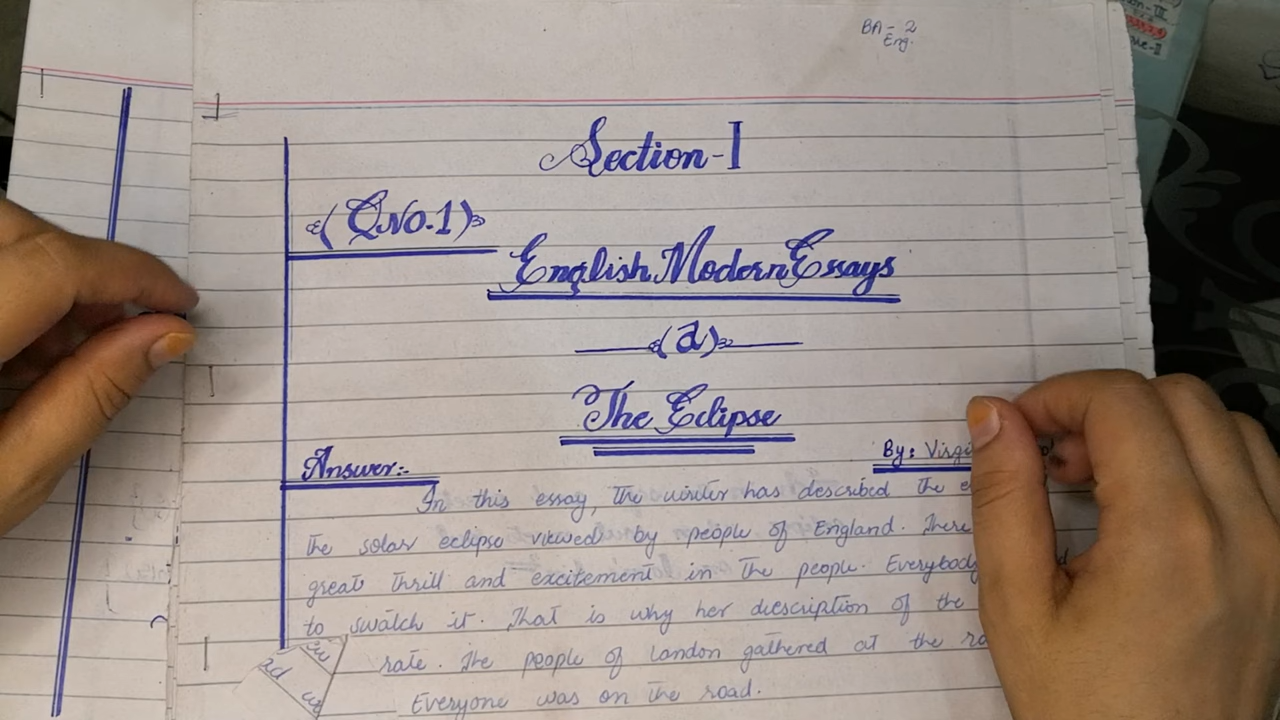 BA - 2
Eng.
Section-I
(Q.No.1)
English Modern Essays
(a)
The Eclipse
Answer:-
By: Virgi
In this essay, the writer has described the
the solar eclipse viewed by people of England. There
great thrill and excitement in the people. Everybody
to swatch it. That is why her description of the
rate. The people of London gathered at the
Everyone was on the road.